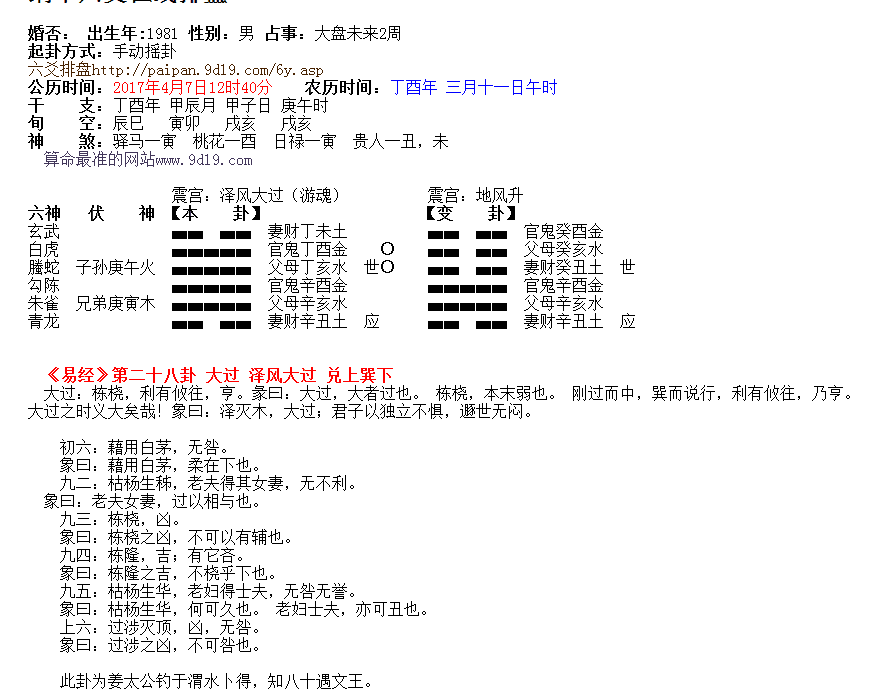 婚否： 出生年:1981 性别：男 占事：大盘未来2周
起卦方式：手动摇卦
六爻排盘http://paipan.9d19.com/6y.asp
公历时间：2017年4月7日12时40分 农历时间：丁酉年 三月十一日午时
干 支：丁酉年 甲辰月 甲子日 庚午时
旬 空：辰巳 寅卯 戌亥 戌亥
神 煞：驿马—寅 桃花—酉 日禄—寅 贵人—丑，未
算命最准的网站www.9d19.com
震宫：泽风大过（游魂） 震宫：地风升
六神 伏 神 【本 卦】 【变 卦】
玄武 妻财丁未土 官鬼癸酉金
白虎 官鬼丁酉金 O 父母癸亥水
螣蛇 子孙庚午火 父母丁亥水 世O 妻财癸丑土 世
勾陈 官鬼辛酉金 官鬼辛酉金
朱雀 兄弟庚寅木 父母辛亥水 父母辛亥水
青龙 妻财辛丑土 应 妻财辛丑土 应
《易经》第二十八卦 大过 泽风大过 兑上巽下
大过：栋桡，利有攸往，亨。彖曰：大过，大者过也。 栋桡，本末弱也。 刚过而中，巽而说行，利有攸往，乃亨。
大过之时义大矣哉！象曰：泽灭木，大过；君子以独立不惧，遯世无闷。
初六：藉用白茅，无咎。
象曰：藉用白茅，柔在下也。
九二：枯杨生稊，老夫得其女妻，无不利。
象曰：老夫女妻，过以相与也。
九三：栋桡，凶。
象曰：栋桡之凶，不可以有辅也。
九四：栋隆，吉；有它吝。
象曰：栋隆之吉，不桡乎下也。
九五：枯杨生华，老妇得士夫，无咎无誉。
象曰：枯杨生华，何可久也。 老妇士夫，亦可丑也。
上六：过涉灭顶，凶，无咎。
象曰：过涉之凶，不可咎也。
此卦为姜太公钓于渭水卜得，知八十遇文王。